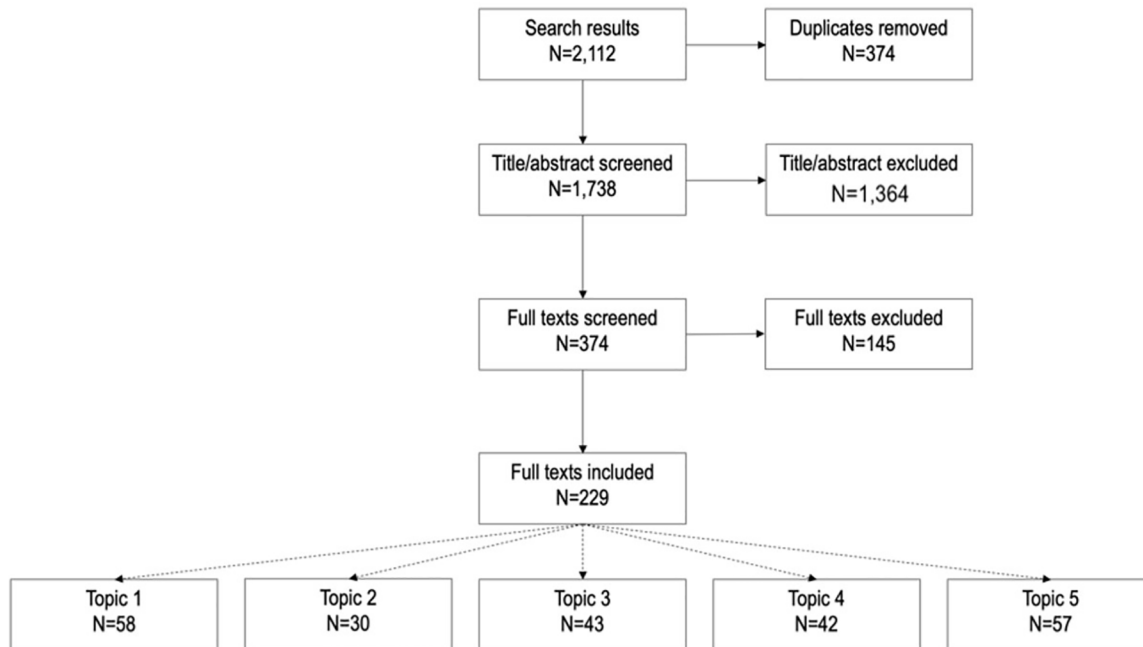 Search results
N=2,112
Duplicates removed
N=374
Title/abstract screened
N=1,738
Title/abstract excluded
N=1,364
Full texts screened
N=374
Full texts excluded
N=145
Full texts included
N=229
Topic 1
N=58
Topic 2
N=30
Topic 3
N=43
Topic 4
N=42
Topic 5
N=57